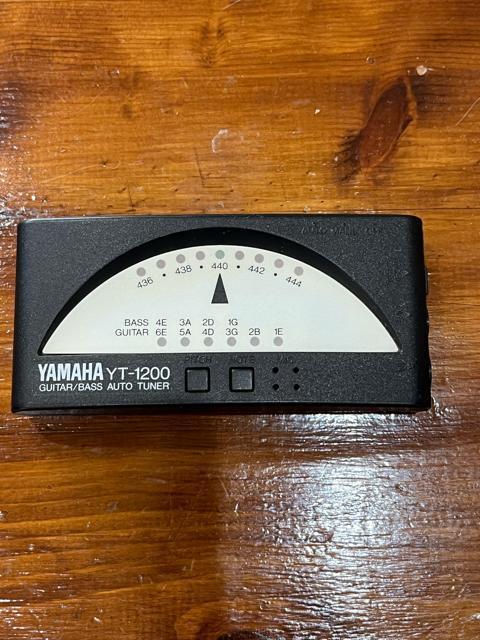 436 • 438 • 440 • 442 • 444
BASS 4E 3A 2D 1G
GUITAR 6E 5A 4D 3G 2B 1E
YAMAHA YT-1200
GUITAR/BASS AUTO TUNER
PITCH NOTE MIC